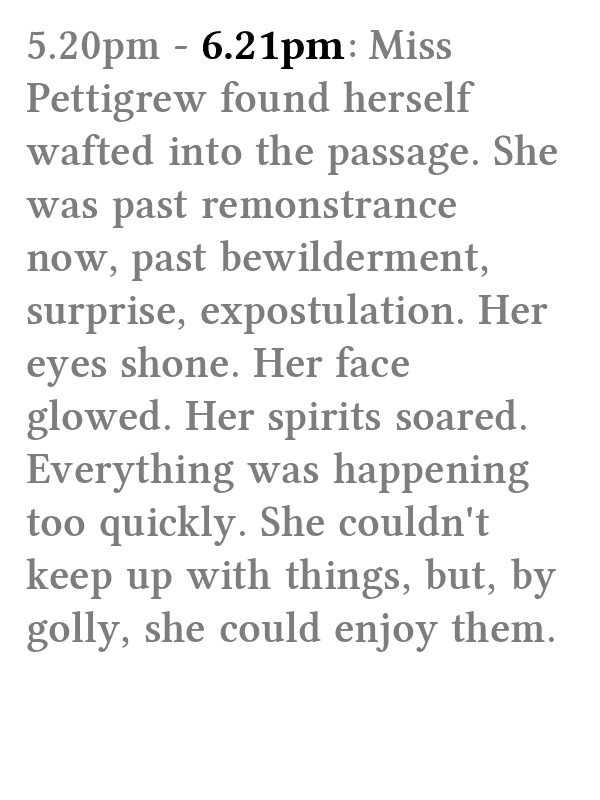 5.20pm - 6.21pm: Miss
Pettigrew found herself
wafted into the passage. She
was past remonstrance
now, past bewilderment,
surprise, expostulation. Her
eyes shone. Her face
glowed. Her spirits soared.
Everything was happening
too quickly. She couldn't
keep up with things, but, by
golly, she could enjoy them.